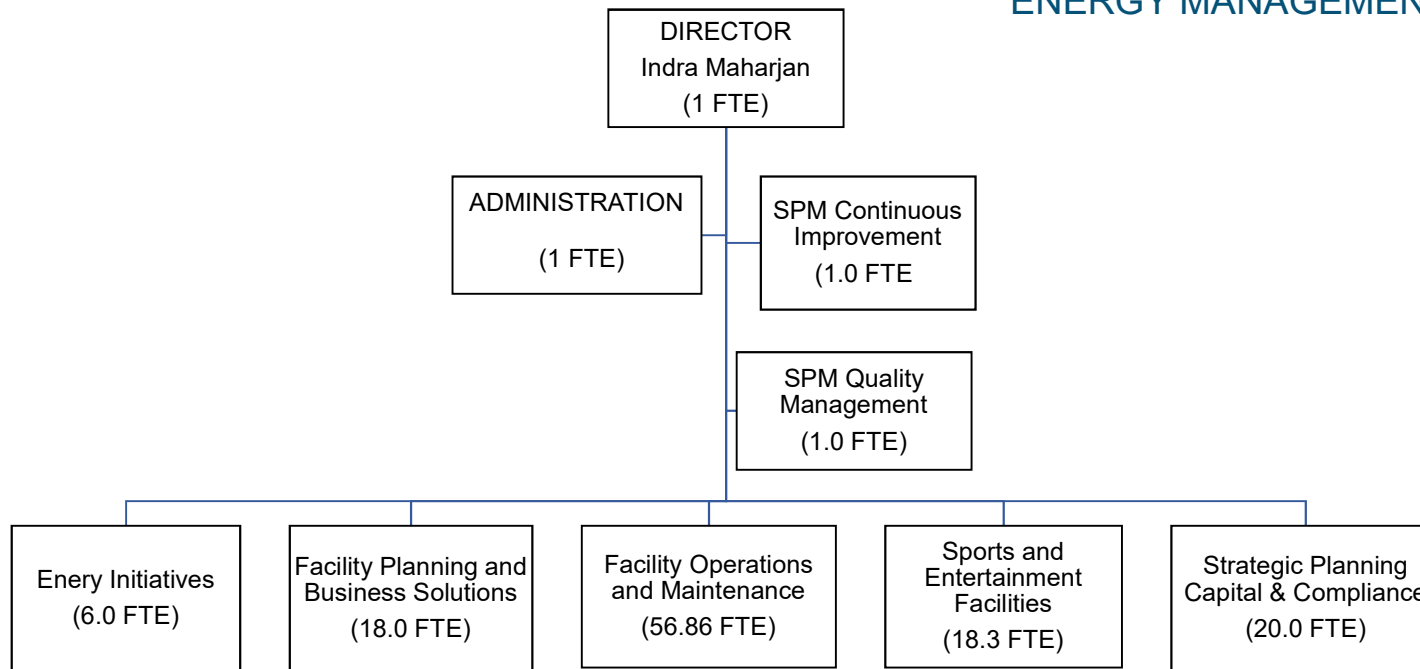 ENERGY MANAGEMEN
DIRECTOR
Indra Maharjan
(1 FTE)
ADMINISTRATION
(1 FTE)
SPM Continuous
Improvement
(1.0 FTE
SPM Quality
Management
(1.0 FTE)
Enery Initiatives
(6.0 FTE)
Facility Planning and
Business Solutions
(18.0 FTE)
Facility Operations
and Maintenance
(56.86 FTE)
Sports and
Entertainment
Facilities
(18.3 FTE)
Strategic Planning
Capital & Compliance
(20.0 FTE)